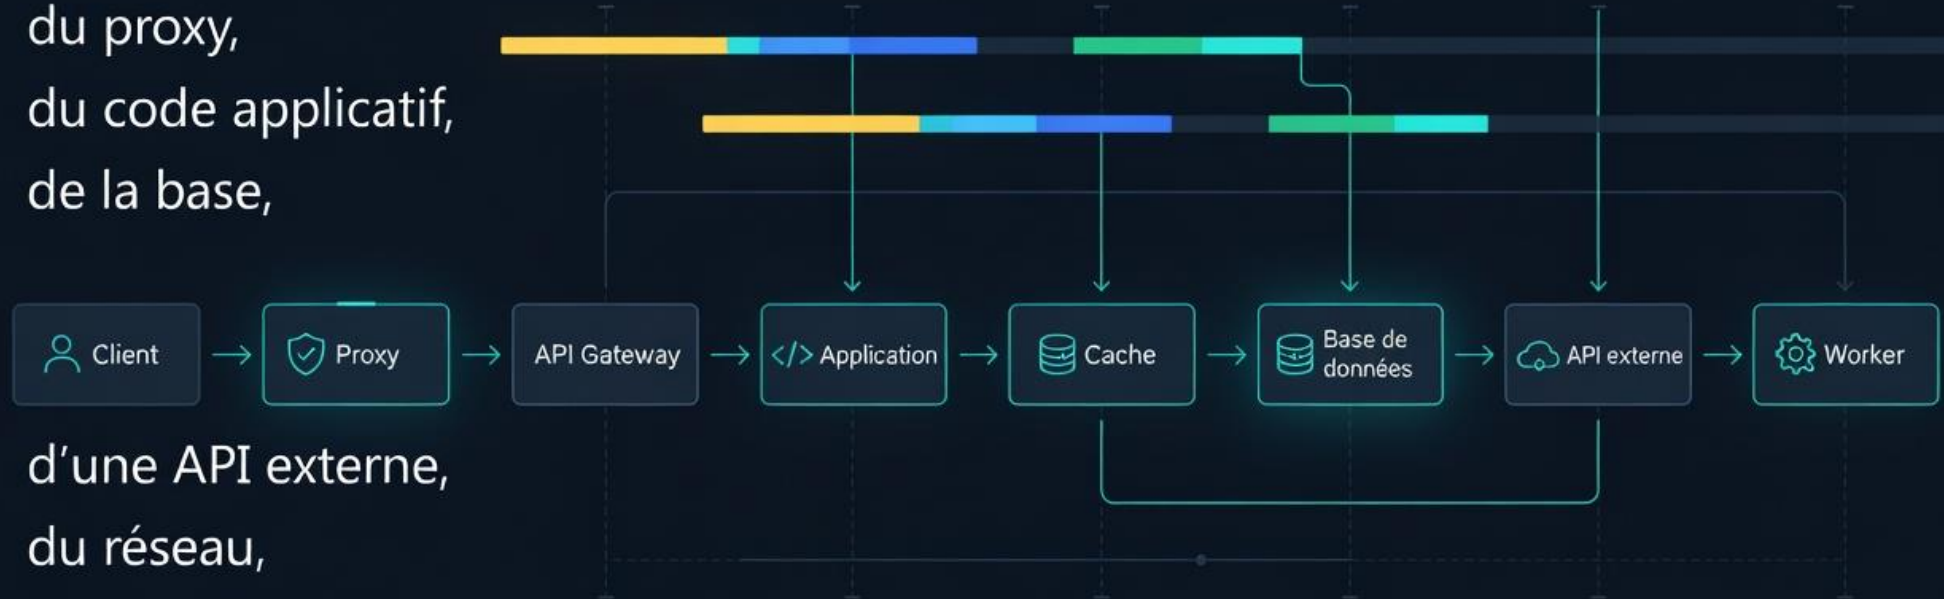 du proxy,
du code applicatif,
de la base,
Client
Proxy
API Gateway
</> Application
Cache
Base de
données
API externe
Worker
d’une API externe,
du réseau,